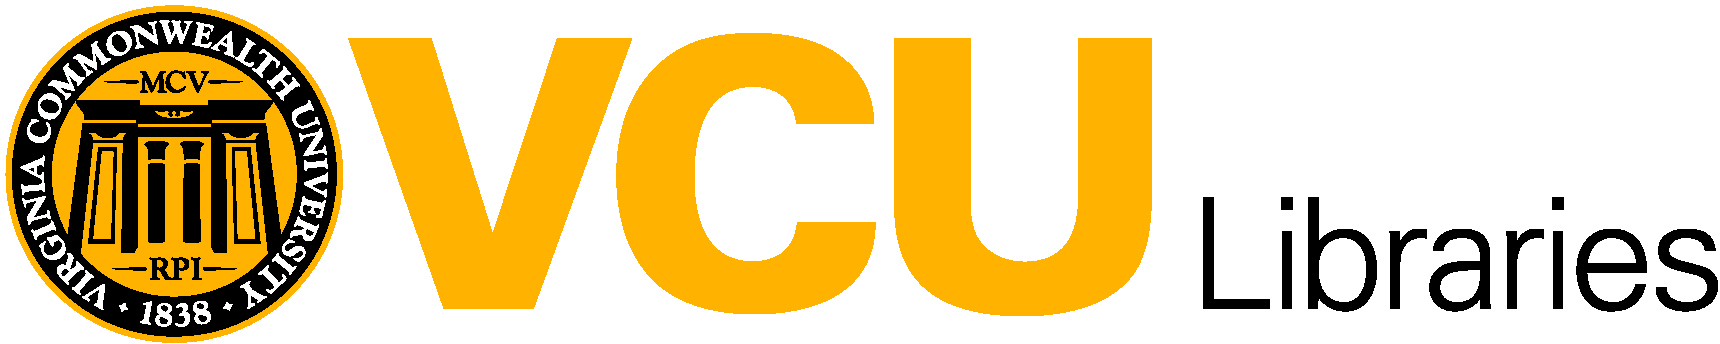 VIRGINIA COMMONWEALTH UNIVERSITY
MCV
RPI
· 1838 ·
VCU Libraries